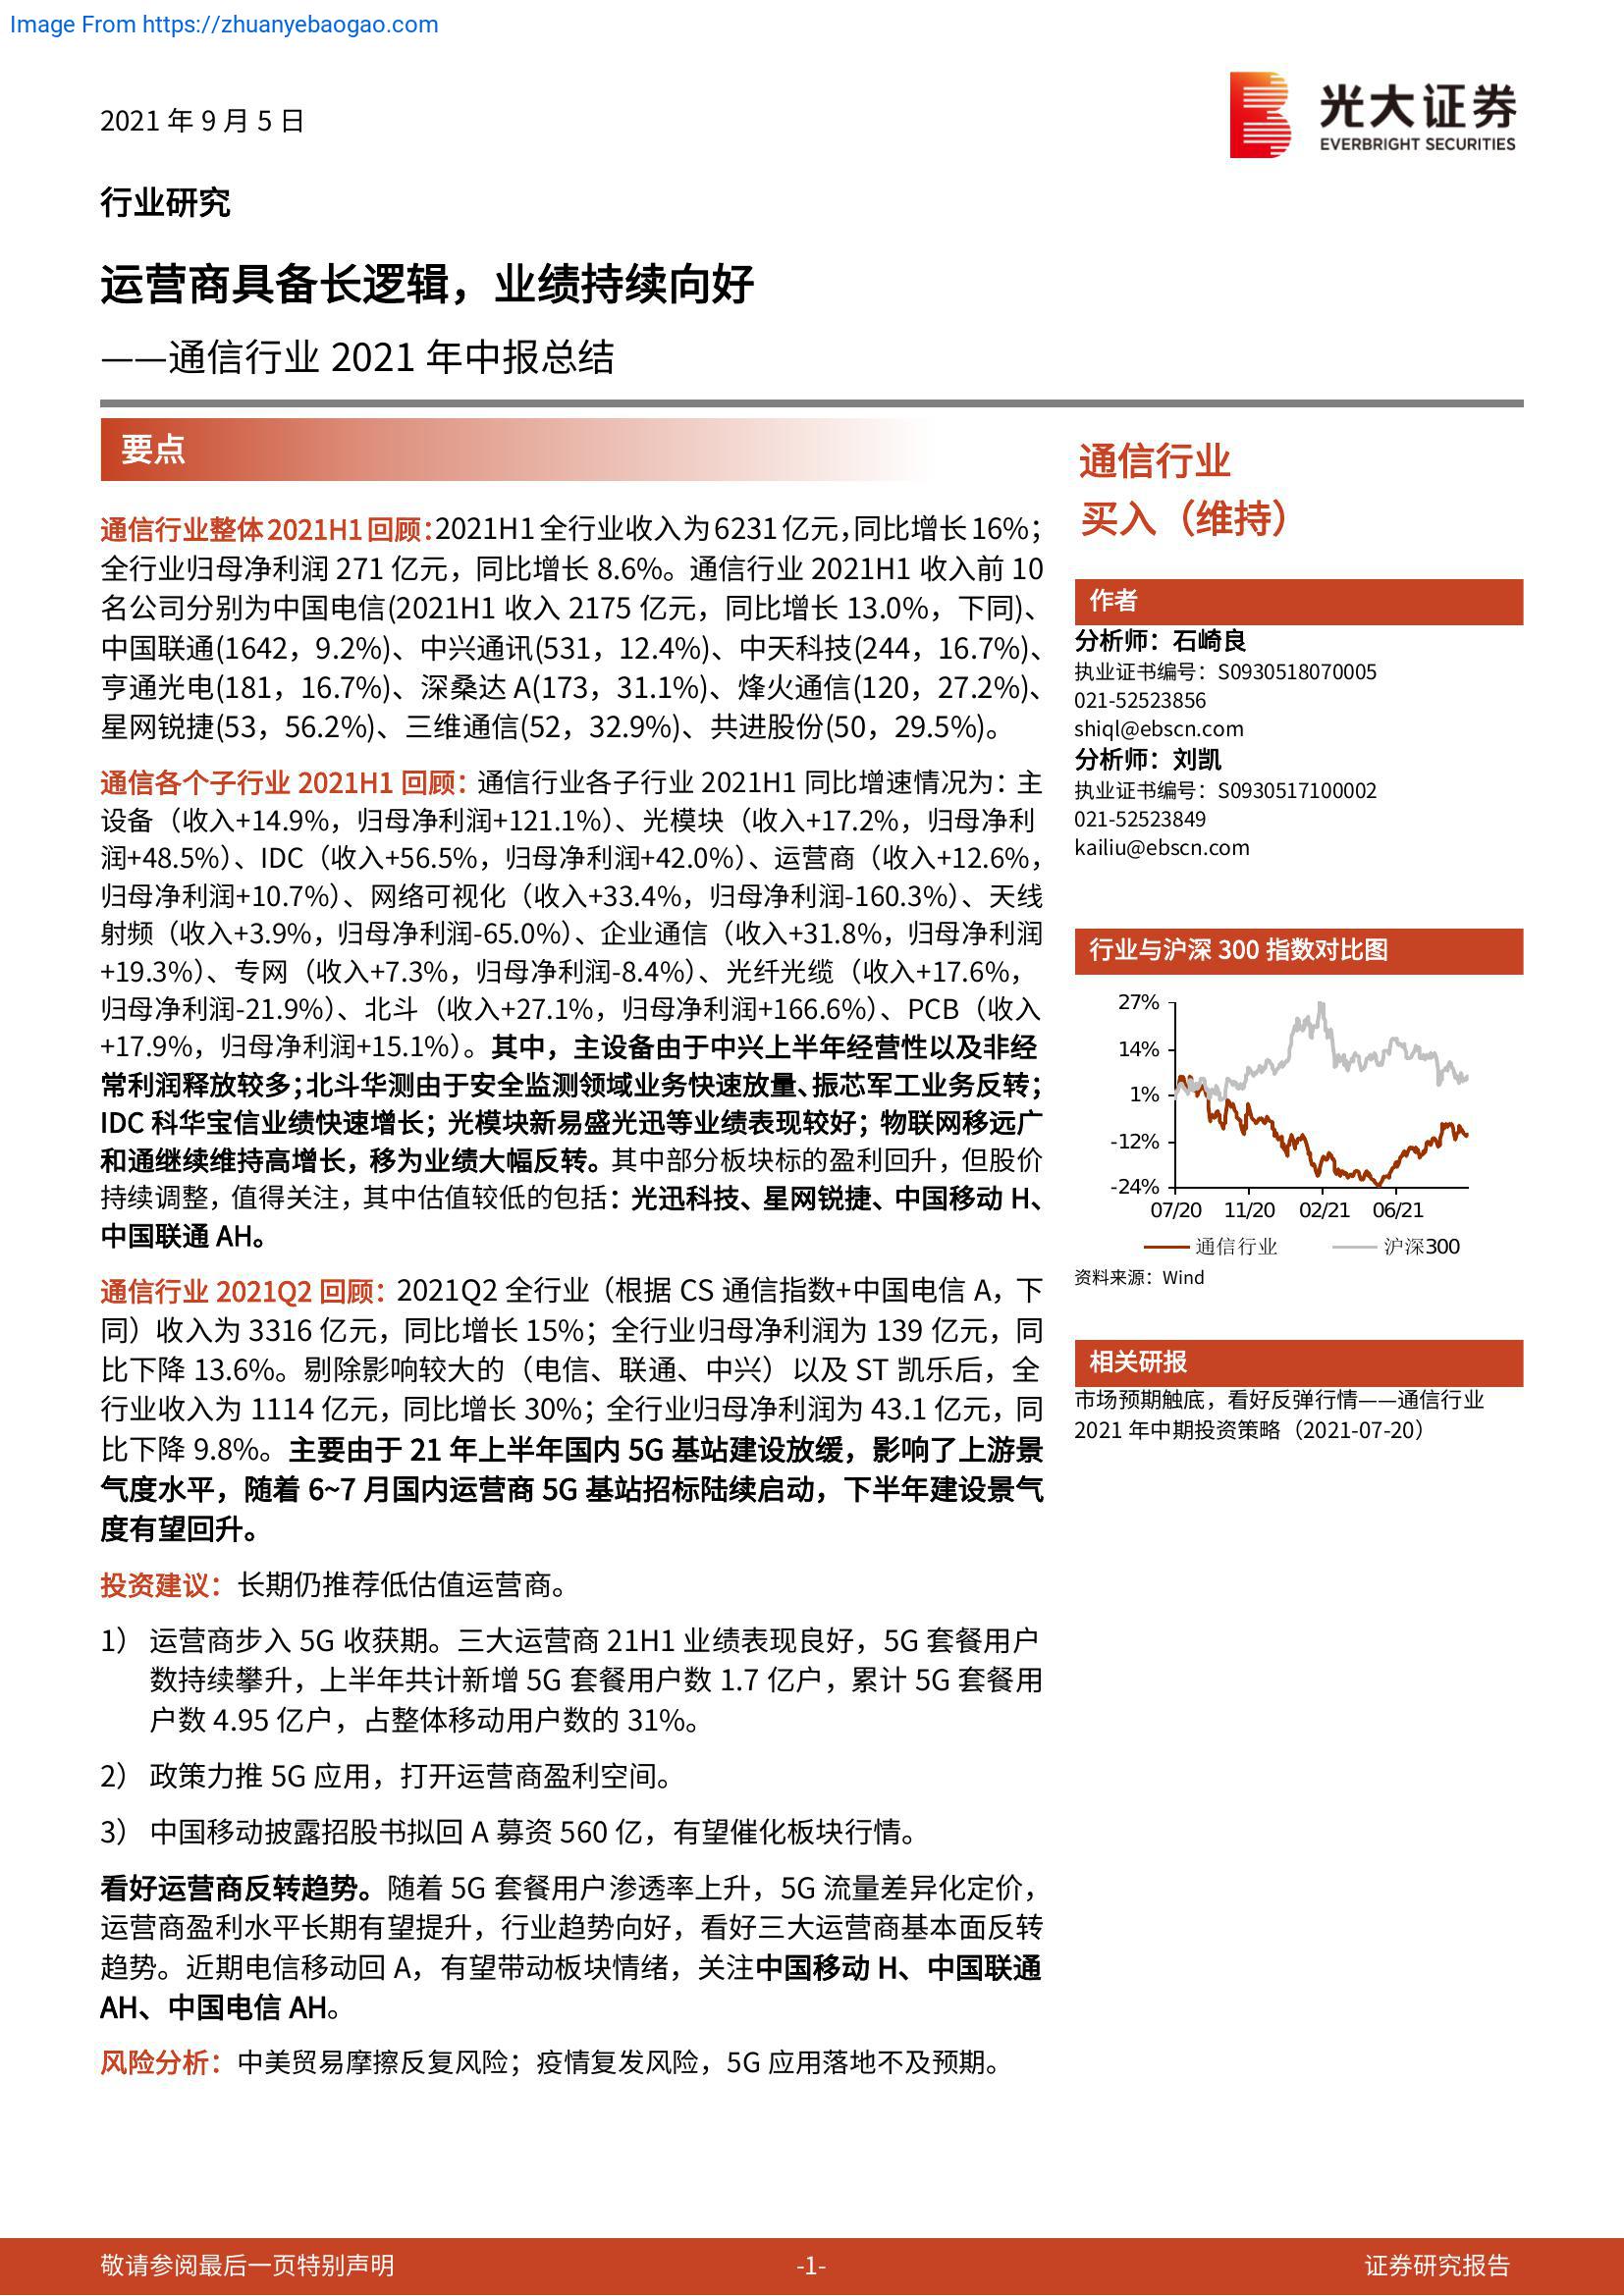 Image From https://zhuanyebaogao.com
2021 年 9 月 5 日
光大证券
EVERBRIGHT SECURITIES
行业研究
运营商具备长逻辑，业绩持续向好
——通信行业 2021 年中报总结
要点
通信行业整体2021H1回顾：2021H1全行业收入为6231亿元，同比增长16%；
全行业归母净利润 271 亿元，同比增长 8.6%。通信行业 2021H1 收入前 10
名公司分别为中国电信(2021H1 收入 2175 亿元，同比增长 13.0%，下同)、
中国联通(1642，9.2%)、中兴通讯(531，12.4%)、中天科技(244，16.7%)、
亨通光电(181，16.7%)、深桑达 A(173，31.1%)、烽火通信(120，27.2%)、
星网锐捷(53，56.2%)、三维通信(52，32.9%)、共进股份(50，29.5%)。
通信各个子行业 2021H1 回顾：通信行业各子行业 2021H1 同比增速情况为：主
设备（收入+14.9%，归母净利润+121.1%）、光模块（收入+17.2%，归母净利
润+48.5%）、IDC（收入+56.5%，归母净利润+42.0%）、运营商（收入+12.6%，
归母净利润+10.7%）、网络可视化（收入+33.4%，归母净利润-160.3%）、天线
射频（收入+3.9%，归母净利润-65.0%）、企业通信（收入+31.8%，归母净利润
+19.3%）、专网（收入+7.3%，归母净利润-8.4%）、光纤光缆（收入+17.6%，
归母净利润-21.9%）、北斗（收入+27.1%，归母净利润+166.6%）、PCB（收入
+17.9%，归母净利润+15.1%）。其中，主设备由于中兴上半年经营性以及非经
常利润释放较多；北斗华测由于安全监测领域业务快速放量、振芯军工业务反转；
IDC 科华宝信业绩快速增长；光模块新易盛光迅等业绩表现较好；物联网移远广
和通继续维持高增长，移为业绩大幅反转。其中部分板块标的盈利回升，但股价
持续调整，值得关注，其中估值较低的包括：光迅科技、星网锐捷、中国移动 H、
中国联通 AH。
通信行业 2021Q2 回顾：2021Q2 全行业（根据 CS 通信指数+中国电信 A，下
同）收入为 3316 亿元，同比增长 15%；全行业归母净利润为 139 亿元，同
比下降 13.6%。剔除影响较大的（电信、联通、中兴）以及 ST 凯乐后，全
行业收入为 1114 亿元，同比增长 30%；全行业归母净利润为 43.1 亿元，同
比下降 9.8%。主要由于 21 年上半年国内 5G 基站建设放缓，影响了上游景
气度水平，随着 6~7 月国内运营商 5G 基站招标陆续启动，下半年建设景气
度有望回升。
投资建议：长期仍推荐低估值运营商。
1） 运营商步入 5G 收获期。三大运营商 21H1 业绩表现良好，5G 套餐用户
数持续攀升，上半年共计新增 5G 套餐用户数 1.7 亿户，累计 5G 套餐用
户数 4.95 亿户，占整体移动用户数的 31%。
2） 政策力推 5G 应用，打开运营商盈利空间。
3） 中国移动披露招股书拟回 A 募资 560 亿，有望催化板块行情。
看好运营商反转趋势。随着 5G 套餐用户渗透率上升，5G 流量差异化定价，
运营商盈利水平长期有望提升，行业趋势向好，看好三大运营商基本面反转
趋势。近期电信移动回 A，有望带动板块情绪，关注中国移动 H、中国联通
AH、中国电信 AH。
风险分析：中美贸易摩擦反复风险；疫情复发风险，5G 应用落地不及预期。
通信行业
买入（维持）
作者
分析师：石崎良
执业证书编号：S0930518070005
021-52523856
shiql@ebscn.com
分析师：刘凯
执业证书编号：S0930517100002
021-52523849
kailiu@ebscn.com
行业与沪深 300 指数对比图
27%
14%
1%
-12%
-24%
07/20 11/20 02/21 06/21
通信行业 沪深300
资料来源：Wind
相关研报
市场预期触底，看好反弹行情——通信行业
2021 年中期投资策略（2021-07-20）
敬请参阅最后一页特别声明 -1- 证券研究报告